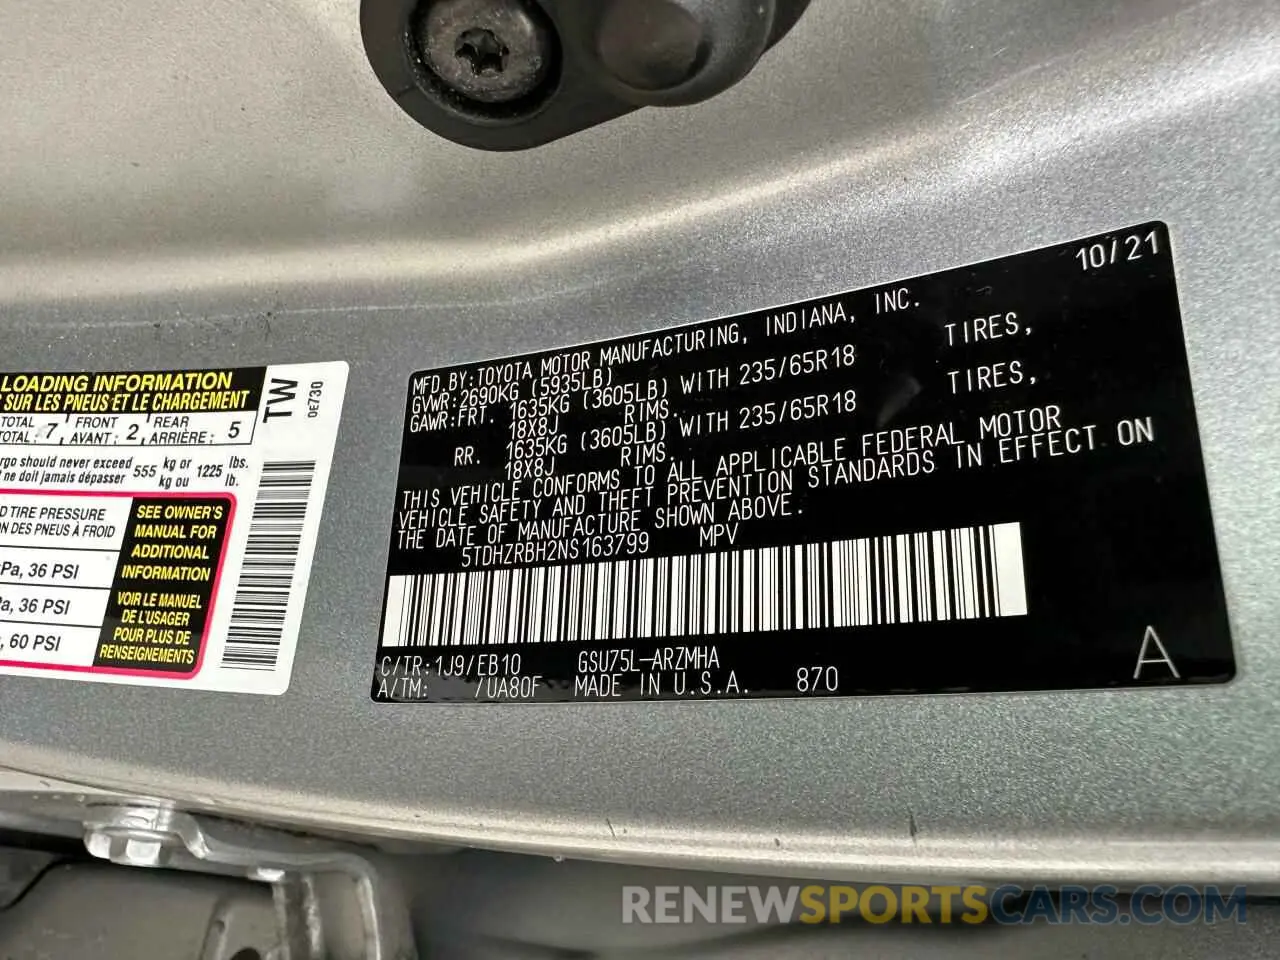 LOADING INFORMATION
SUR LES PNEUS ET LE CHARGEMENT
TOTAL
TOTAL : 7
FRONT
AVANT : 2
REAR
ARRIÈRE : 5
should never exceed
ne doit jamais dépasser
555 kg or
kg ou
1225 lbs.
lb.
TIRE PRESSURE
DES PNEUS À FROID
36 PSI
36 PSI
60 PSI
SEE OWNER'S
MANUAL FOR
ADDITIONAL
INFORMATION
VOIR LE MANUEL
DE L'USAGER
POUR PLUS DE
RENSEIGNEMENTS
TW
0E730
10/21
MFD.BY:TOYOTA MOTOR MANUFACTURING, INDIANA, INC.
GVWR:2690KG (5935LB)
GAWR:FRT. 1635KG (3605LB) WITH 235/65R18 TIRES,
18X8J RIMS.
RR. 1635KG (3605LB) WITH 235/65R18 TIRES,
18X8J RIMS.
THIS VEHICLE CONFORMS TO ALL APPLICABLE FEDERAL MOTOR
VEHICLE SAFETY AND THEFT PREVENTION STANDARDS IN EFFECT ON
THE DATE OF MANUFACTURE SHOWN ABOVE.
5TDHZRBH2NS163799 MPV
C/TR:1J9/EB10 GSU75L-ARZMHA
A/TM: /UA80F MADE IN U.S.A. 870
A
RENEWSPORTSCARS.COM